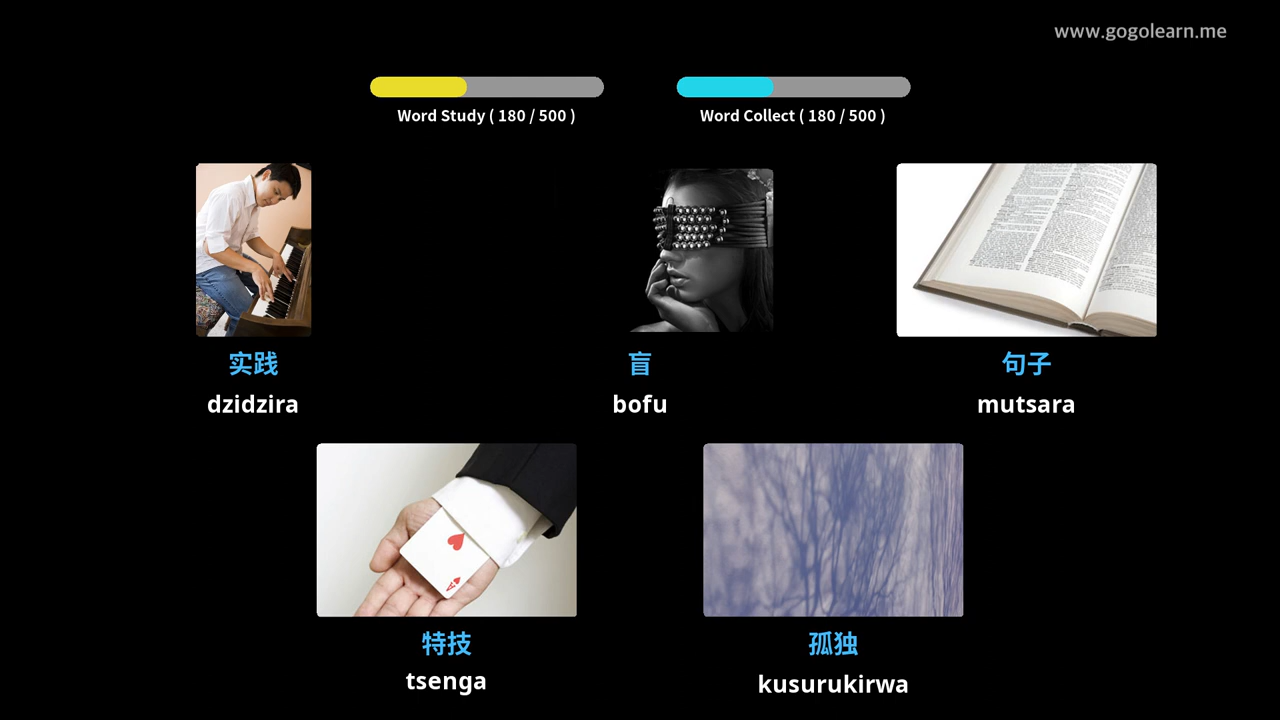 www.gogolearn.me
Word Study ( 180 / 500 )
Word Collect ( 180 / 500 )
实践
dzidzira
盲
bofu
句子
mutsara
特技
tsenga
孤独
kusurukirwa